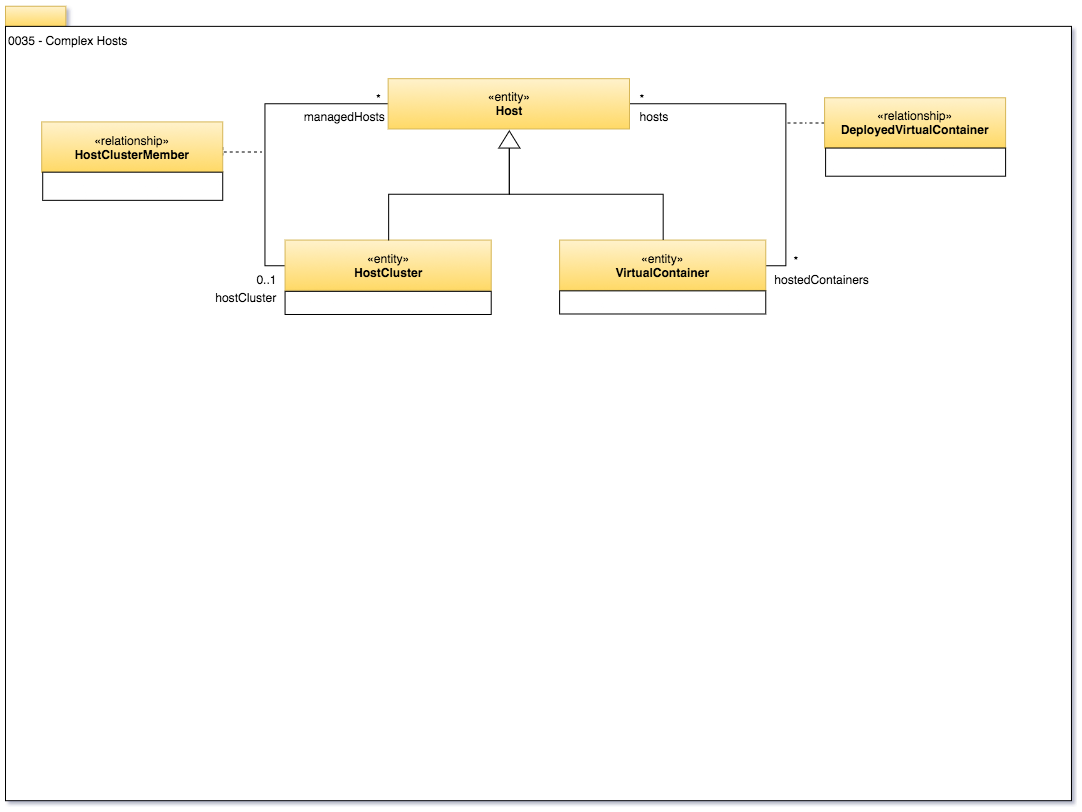 0035 - Complex Hosts
*
managedHosts
«entity»
Host
*
hosts
«relationship»
DeployedVirtualContainer
«relationship»
HostClusterMember
0..1
hostCluster
«entity»
HostCluster
«entity»
VirtualContainer
*
hostedContainers